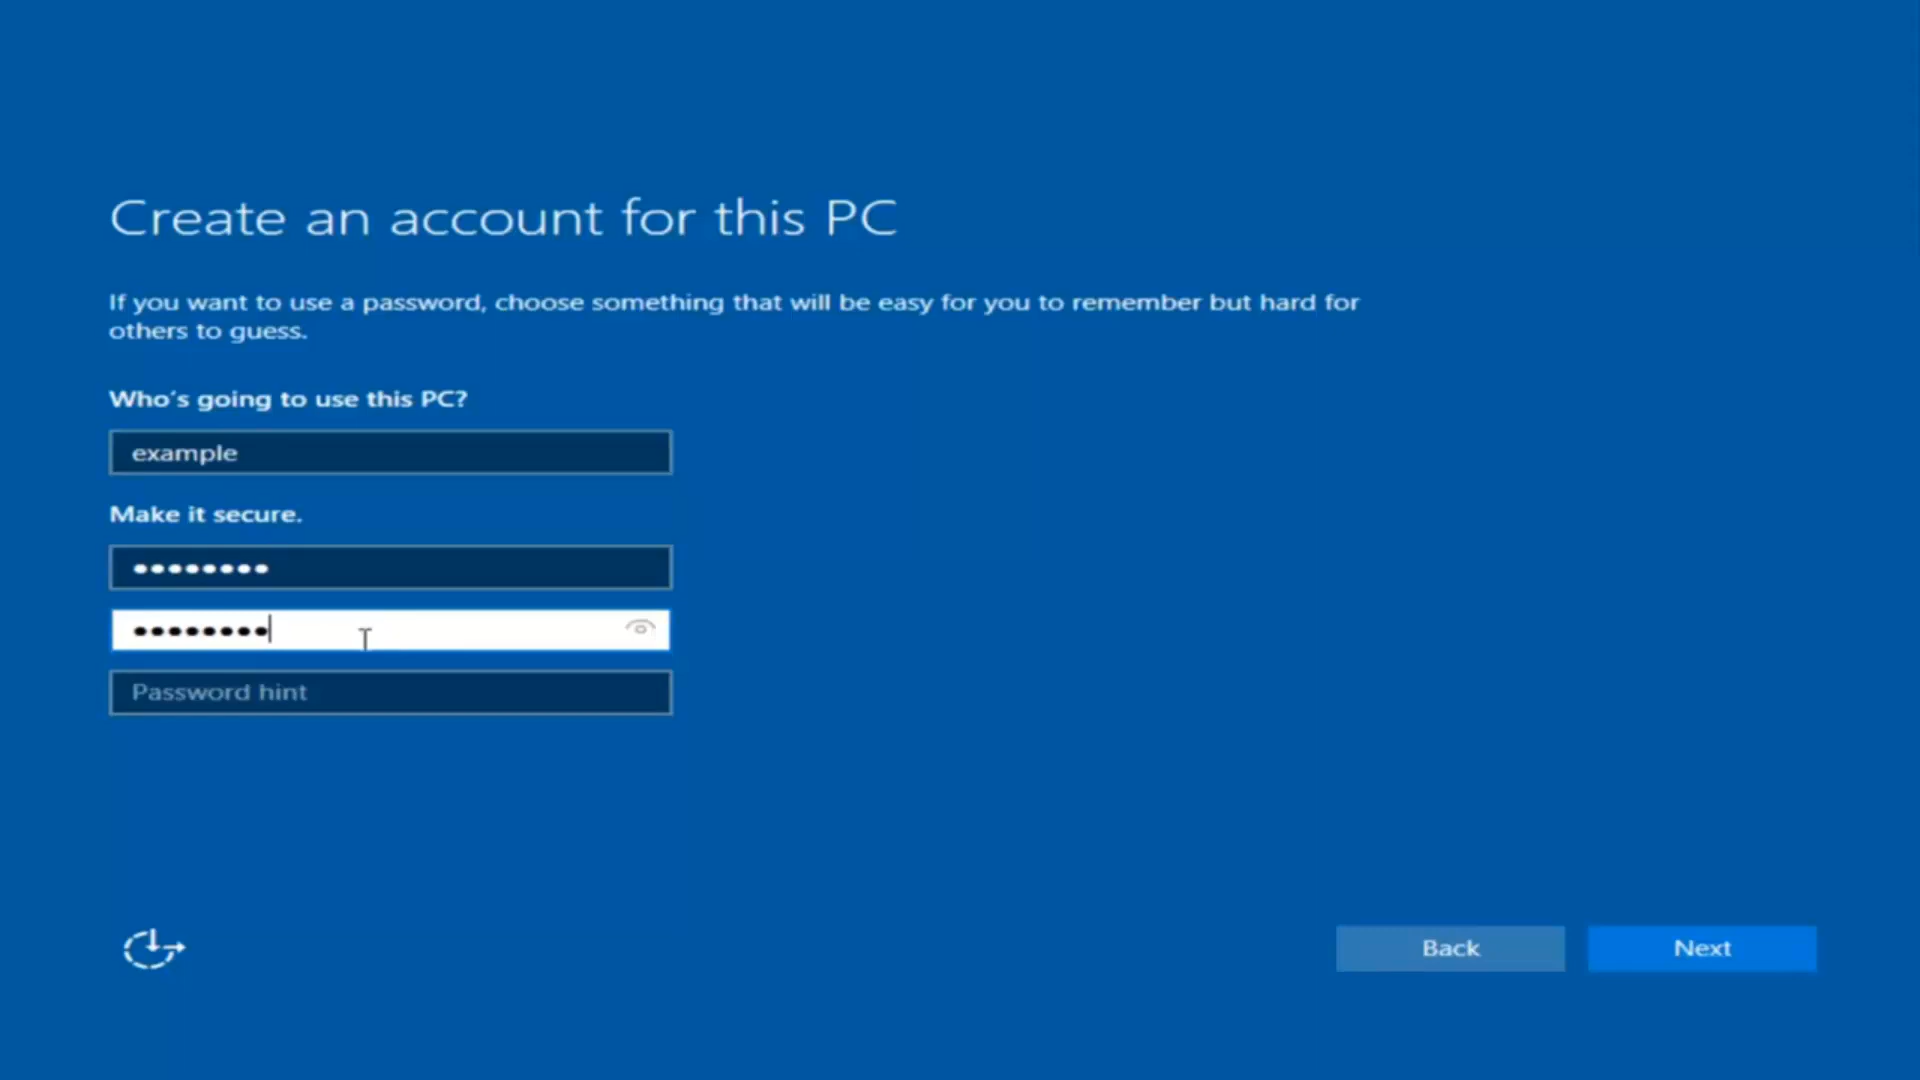 Create an account for this PC
If you want to use a password, choose something that will be easy for you to remember but hard for
others to guess.
Who's going to use this PC?
example
Make it secure.
••••••••
••••••••
Password hint
Back
Next